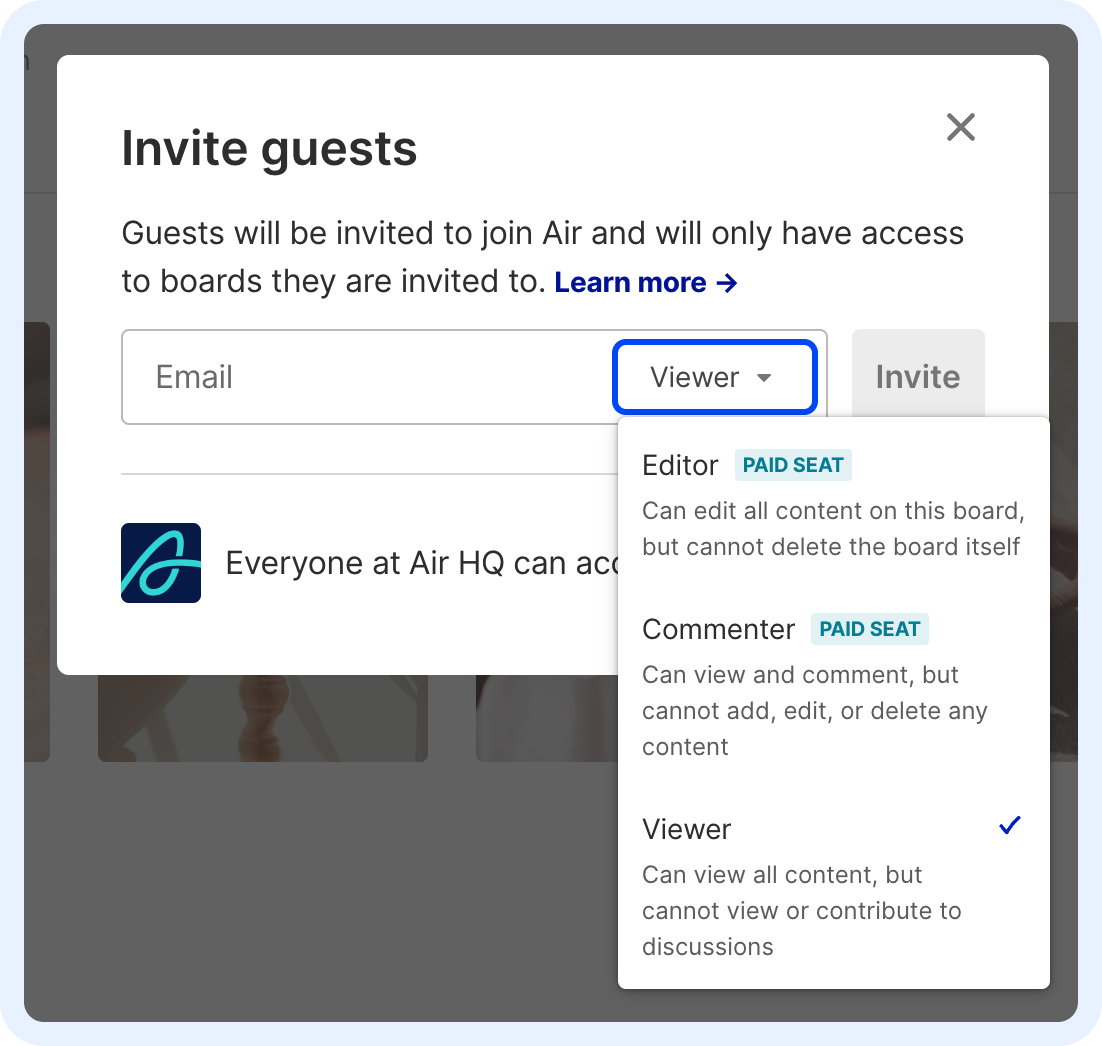 Invite guests
Guests will be invited to join Air and will only have access
to boards they are invited to. Learn more →
Email
Viewer
Invite
Editor PAID SEAT
Can edit all content on this board,
but cannot delete the board itself
Everyone at Air HQ can
Commenter PAID SEAT
Can view and comment, but
cannot add, edit, or delete any
content
Viewer
Can view all content, but
cannot view or contribute to
discussions